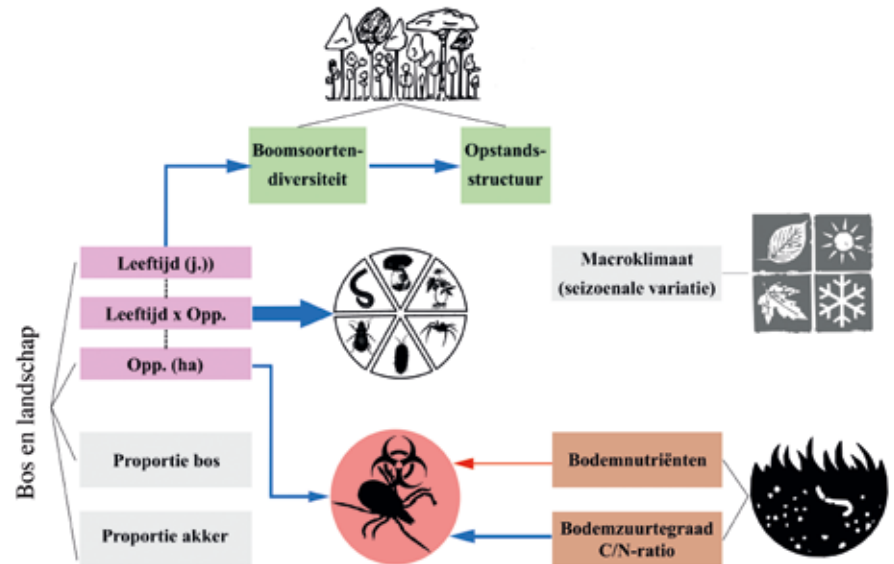 Boomsoorten-
diversiteit
Opstands-
structuur
Leeftijd (j.))
Leeftijd x Opp.
Opp. (ha)
Macroklimaat
(seizoenale variatie)
Bos en landschap
Proportie bos
Proportie akker
Bodemnutriënten
Bodemzuurtegraad
C/N-ratio